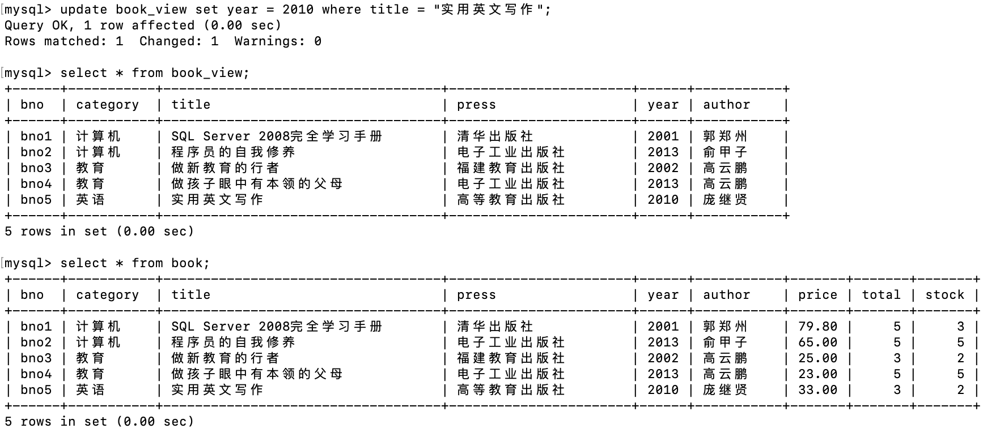 mysql> update book_view set year = 2010 where title = "实用英文写作";
Query OK, 1 row affected (0.00 sec)
Rows matched: 1  Changed: 1  Warnings: 0

mysql> select * from book_view;
+------+-----------+-----------------------------------+-----------------------+------+-----------+
| bno  | category  | title                             | press                 | year | author    |
+------+-----------+-----------------------------------+-----------------------+------+-----------+
| bno1 | 计算机    | SQL Server 2008完全学习手册       | 清华出版社            | 2001 | 郭郑州    |
| bno2 | 计算机    | 程序员的自我修养                  | 电子工业出版社        | 2013 | 俞甲子    |
| bno3 | 教育      | 做新教育的行者                    | 福建教育出版社        | 2002 | 高云鹏    |
| bno4 | 教育      | 做孩子眼中有本领的父母            | 电子工业出版社        | 2013 | 高云鹏    |
| bno5 | 英语      | 实用英文写作                      | 高等教育出版社        | 2010 | 庞继贤    |
+------+-----------+-----------------------------------+-----------------------+------+-----------+
5 rows in set (0.00 sec)

mysql> select * from book;
+------+-----------+-----------------------------------+-----------------------+------+-----------+-------+-------+-------+
| bno  | category  | title                             | press                 | year | author    | price | total | stock |
+------+-----------+-----------------------------------+-----------------------+------+-----------+-------+-------+-------+
| bno1 | 计算机    | SQL Server 2008完全学习手册       | 清华出版社            | 2001 | 郭郑州    | 79.80 |     5 |     3 |
| bno2 | 计算机    | 程序员的自我修养                  | 电子工业出版社        | 2013 | 俞甲子    | 65.00 |     5 |     5 |
| bno3 | 教育      | 做新教育的行者                    | 福建教育出版社        | 2002 | 高云鹏    | 25.00 |     3 |     2 |
| bno4 | 教育      | 做孩子眼中有本领的父母            | 电子工业出版社        | 2013 | 高云鹏    | 23.00 |     5 |     5 |
| bno5 | 英语      | 实用英文写作                      | 高等教育出版社        | 2010 | 庞继贤    | 33.00 |     3 |     2 |
+------+-----------+-----------------------------------+-----------------------+------+-----------+-------+-------+-------+
5 rows in set (0.00 sec)